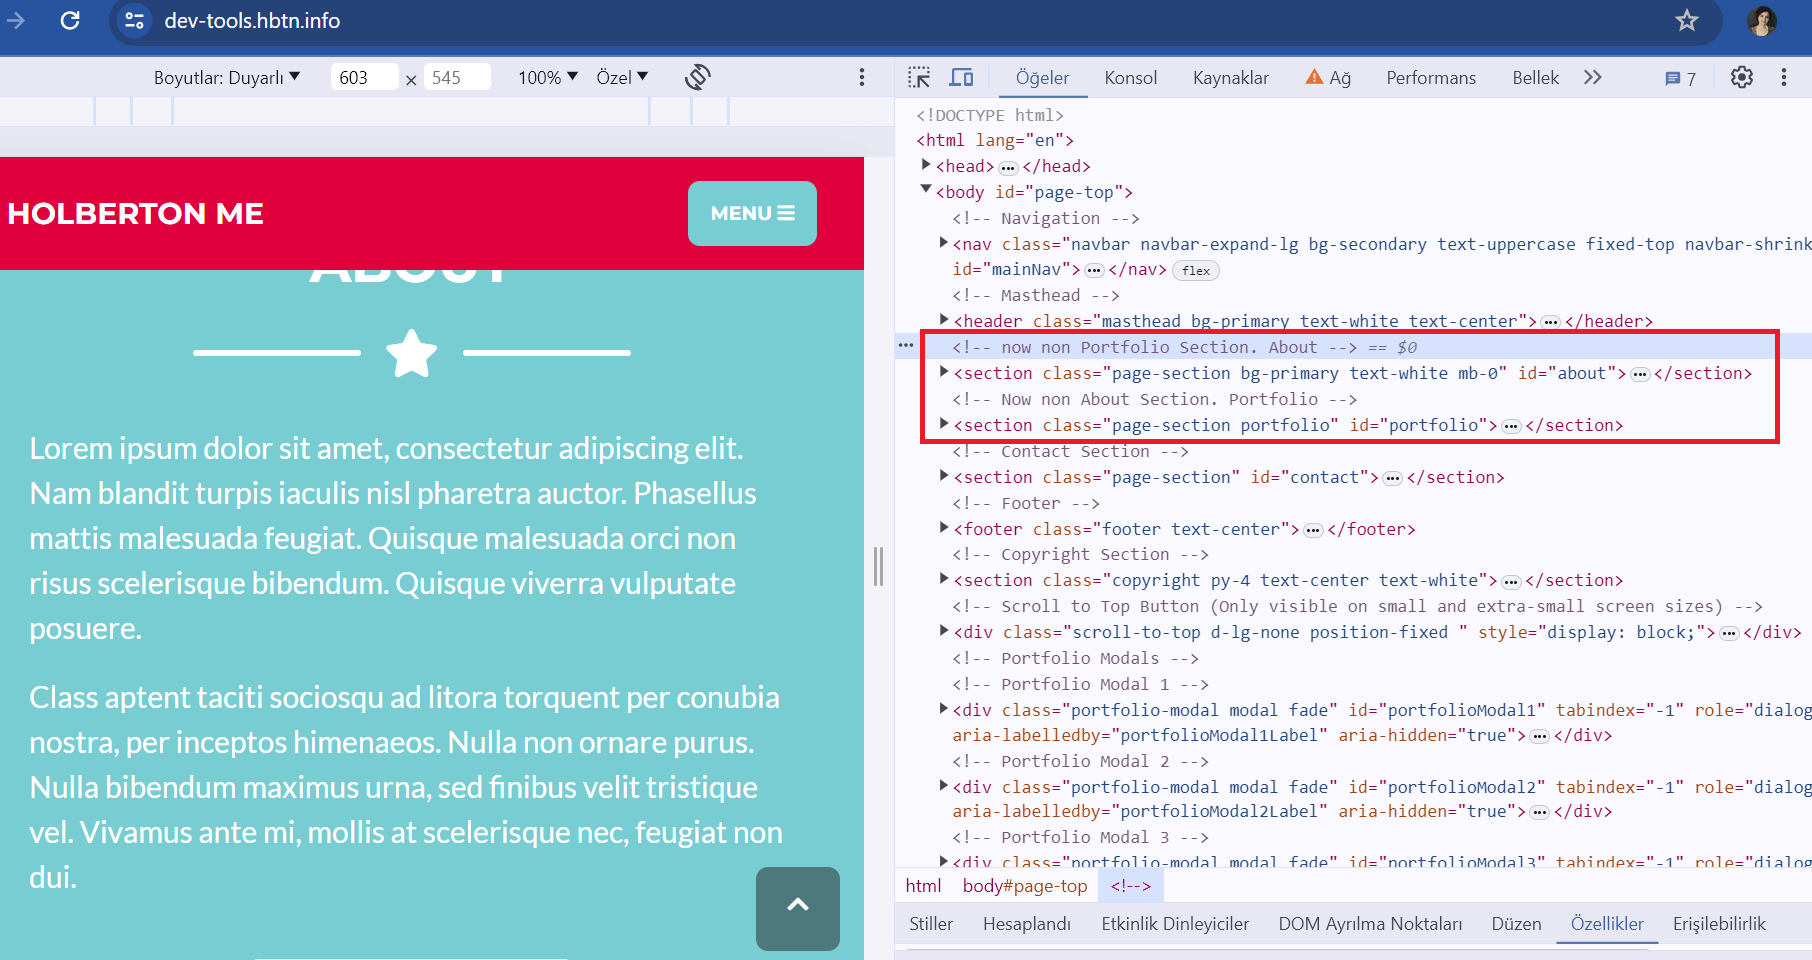 dev-tools.hbtn.info
Boyutlar: Duyarlı ▼ 603 × 545 100% ▼ Özel ▼
HOLBERTON ME
MENU
ABOUT
Lorem ipsum dolor sit amet, consectetur adipiscing elit.
Nam blandit turpis iaculis nisl pharetra auctor. Phasellus
mattis malesuada feugiat. Quisque malesuada orci non
risus scelerisque bibendum. Quisque viverra vulputate
posuere.
Class aptent taciti sociosqu ad litora torquent per conubia
nostra, per inceptos himenaeos. Nulla non ornare purus.
Nulla bibendum maximus urna, sed finibus velit tristique
vel. Vivamus ante mi, mollis at scelerisque nec, feugiat non
dui.
Öğeler Konsol Kaynaklar Ağ Performans Bellek 7
<!DOCTYPE html>
<html lang="en">
<head>…</head>
<body id="page-top">
<!-- Navigation -->
<nav class="navbar navbar-expand-lg bg-secondary text-uppercase fixed-top navbar-shrink
id="mainNav">…</nav> flex
<!-- Masthead -->
<header class="masthead bg-primary text-white text-center">…</header>
<!-- now non Portfolio Section. About --> == $0
<section class="page-section bg-primary text-white mb-0" id="about">…</section>
<!-- Now non About Section. Portfolio -->
<section class="page-section portfolio" id="portfolio">…</section>
<!-- Contact Section -->
<section class="page-section" id="contact">…</section>
<!-- Footer -->
<footer class="footer text-center">…</footer>
<!-- Copyright Section -->
<section class="copyright py-4 text-center text-white">…</section>
<!-- Scroll to Top Button (Only visible on small and extra-small screen sizes) -->
<div class="scroll-to-top d-lg-none position-fixed " style="display: block;">…</div>
<!-- Portfolio Modals -->
<!-- Portfolio Modal 1 -->
<div class="portfolio-modal modal fade" id="portfolioModal1" tabindex="-1" role="dialog
aria-labelledby="portfolioModal1Label" aria-hidden="true">…</div>
<!-- Portfolio Modal 2 -->
<div class="portfolio-modal modal fade" id="portfolioModal2" tabindex="-1" role="dialog
aria-labelledby="portfolioModal2Label" aria-hidden="true">…</div>
<!-- Portfolio Modal 3 -->
<div class="portfolio-modal modal fade" id="portfolioModal3" tabindex="-1" role="dialog
html body#page-top <!-->
Stiller Hesaplandı Etkinlik Dinleyiciler DOM Ayrılma Noktaları Düzen Özellikler Erişilebilirlik